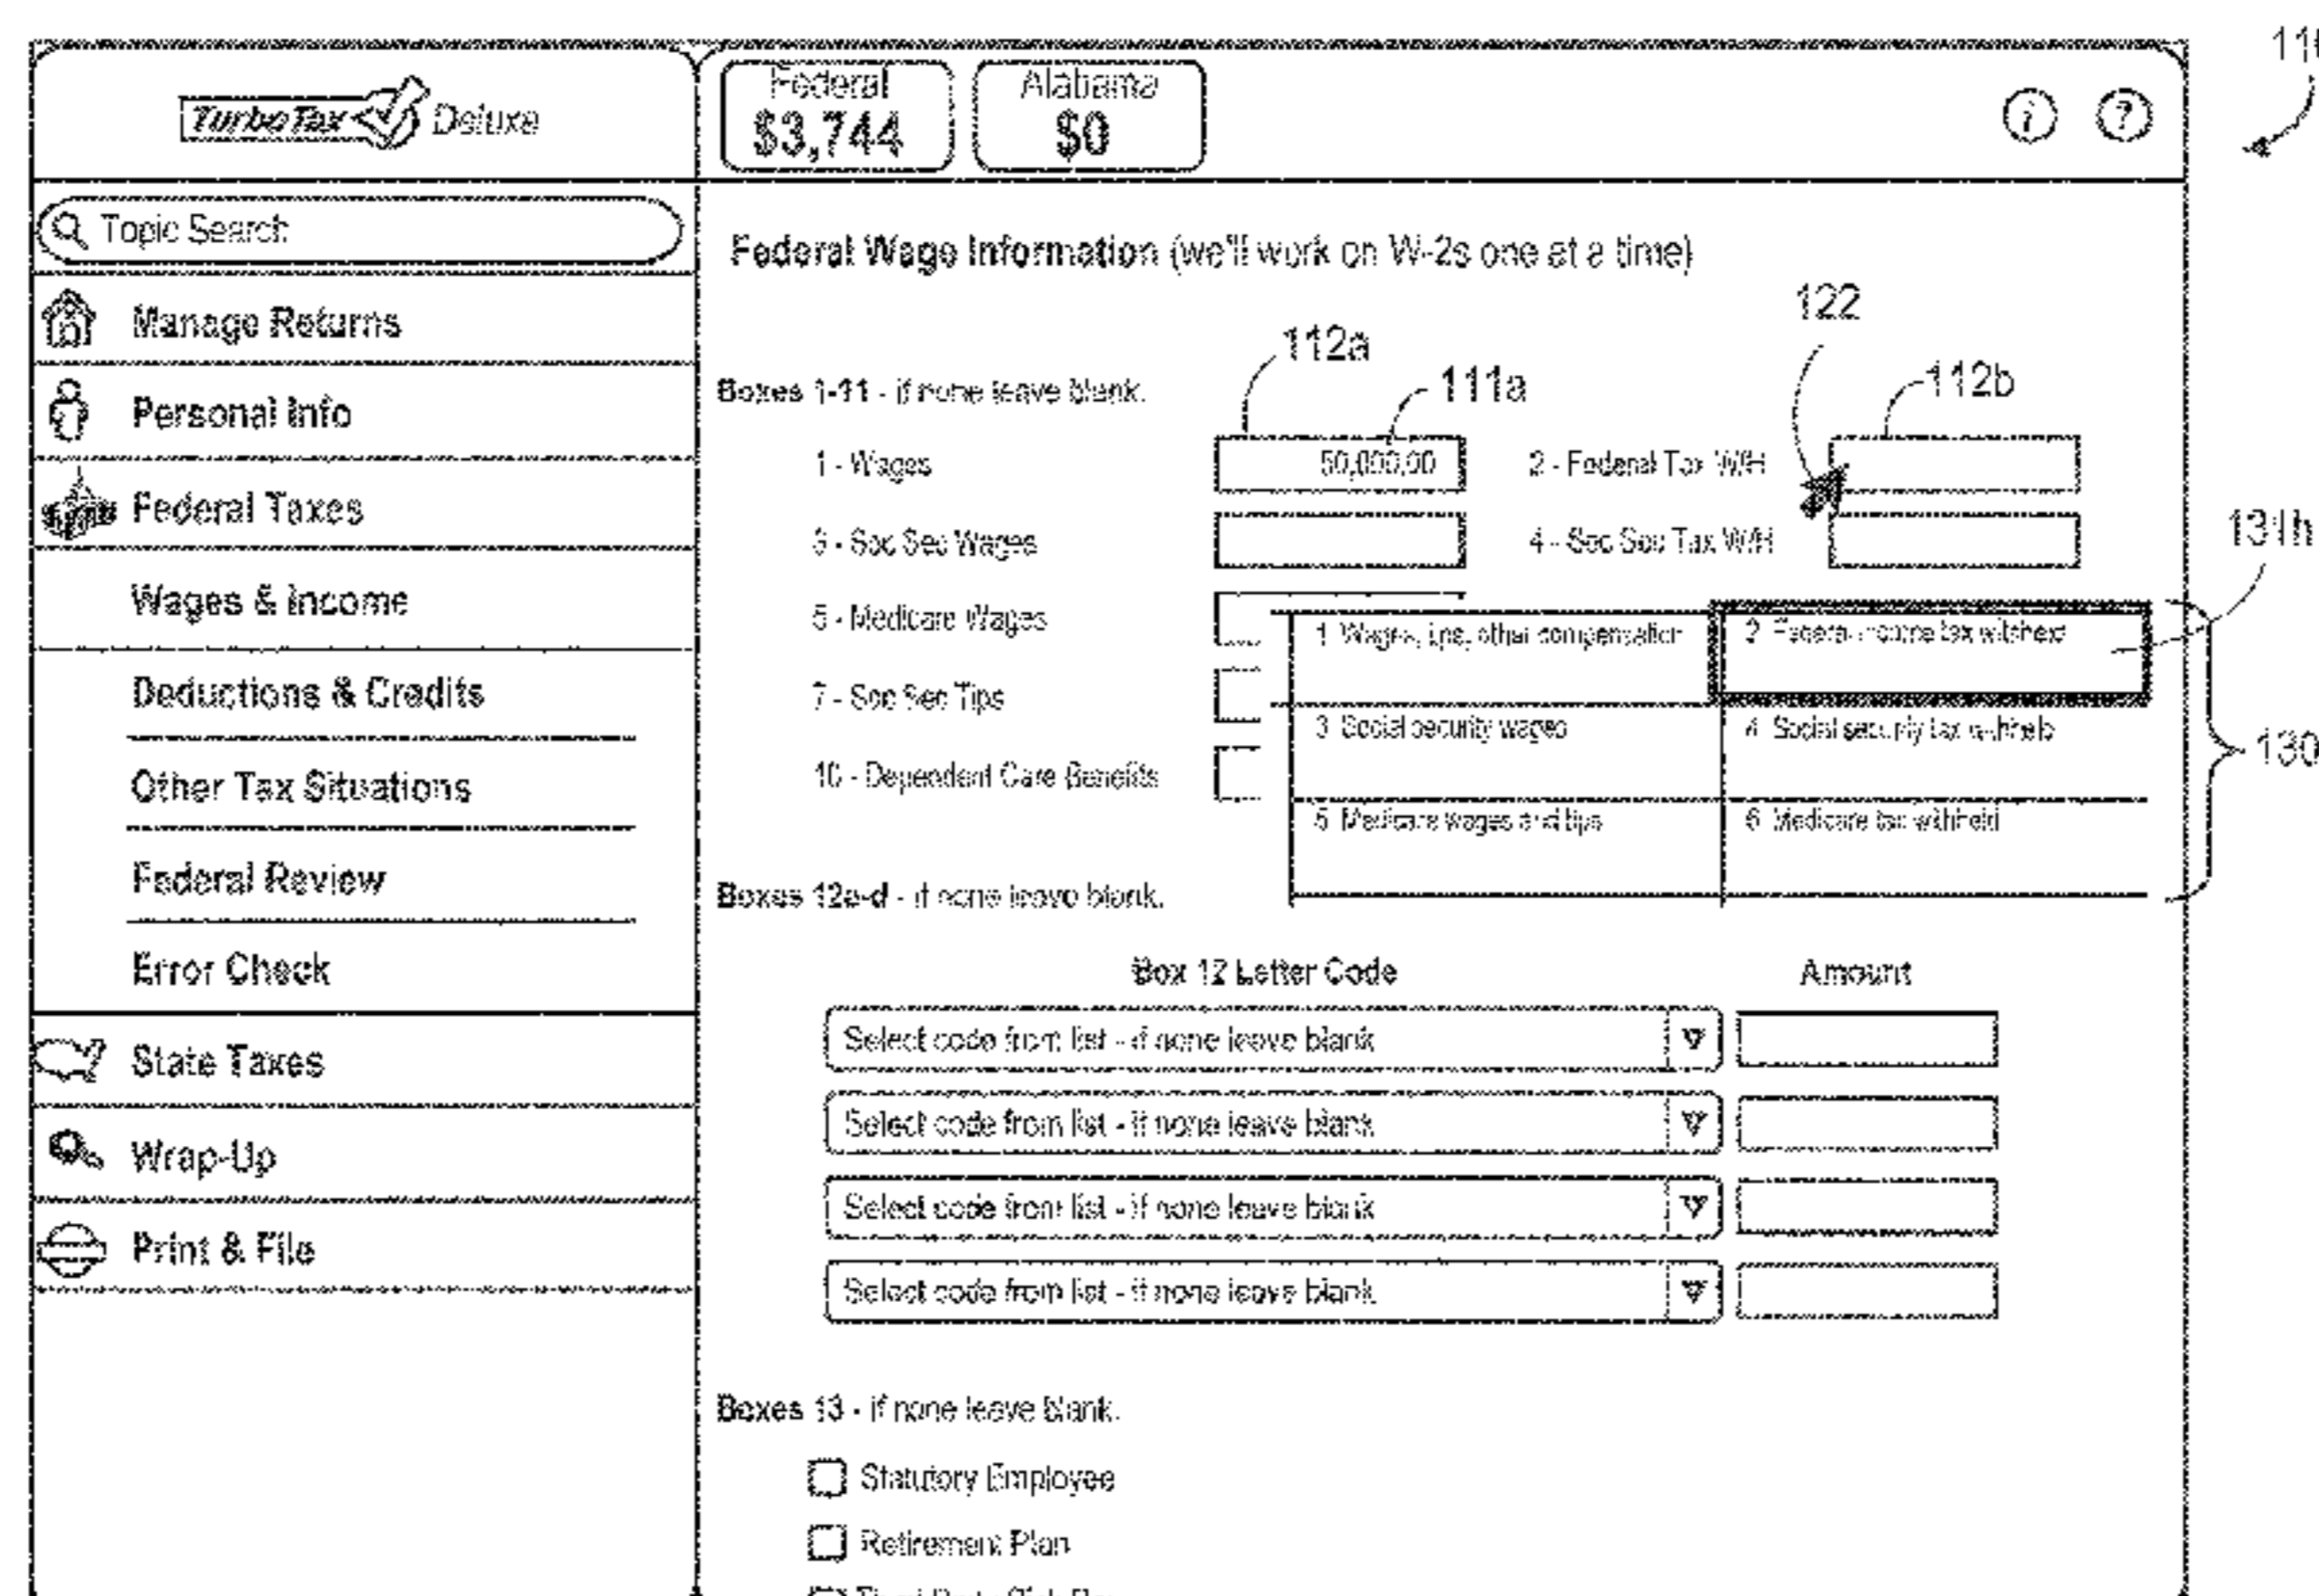 TurboTax Deluxe
Federal
$3,744
Alabama
$0
i
?
Topic Search
Manage Returns
Personal Info
Federal Taxes
Wages & Income
Deductions & Credits
Other Tax Situations
Federal Review
Error Check
State Taxes
Wrap-Up
Print & File
Federal Wage Information (we'll work on W-2s one at a time)
122
112a
111a
112b
Boxes 1-11 - if none leave blank.
1 - Wages
50,000.00
2 - Federal Tax W/H
3 - Soc Sec Wages
4 - Soc Sec Tax W/H
131h
5 - Medicare Wages
7 - Soc Sec Tips
10 - Dependent Care Benefits
1 Wages, tips, other compensation
2 Federal income tax withheld
3 Social security wages
4 Social security tax withheld
5 Medicare wages and tips
6 Medicare tax withheld
130
Boxes 12a-d - if none leave blank.
Box 12 Letter Code
Amount
Select code from list - if none leave blank
Select code from list - if none leave blank
Select code from list - if none leave blank
Select code from list - if none leave blank
Boxes 13 - if none leave blank.
Statutory Employee
Retirement Plan